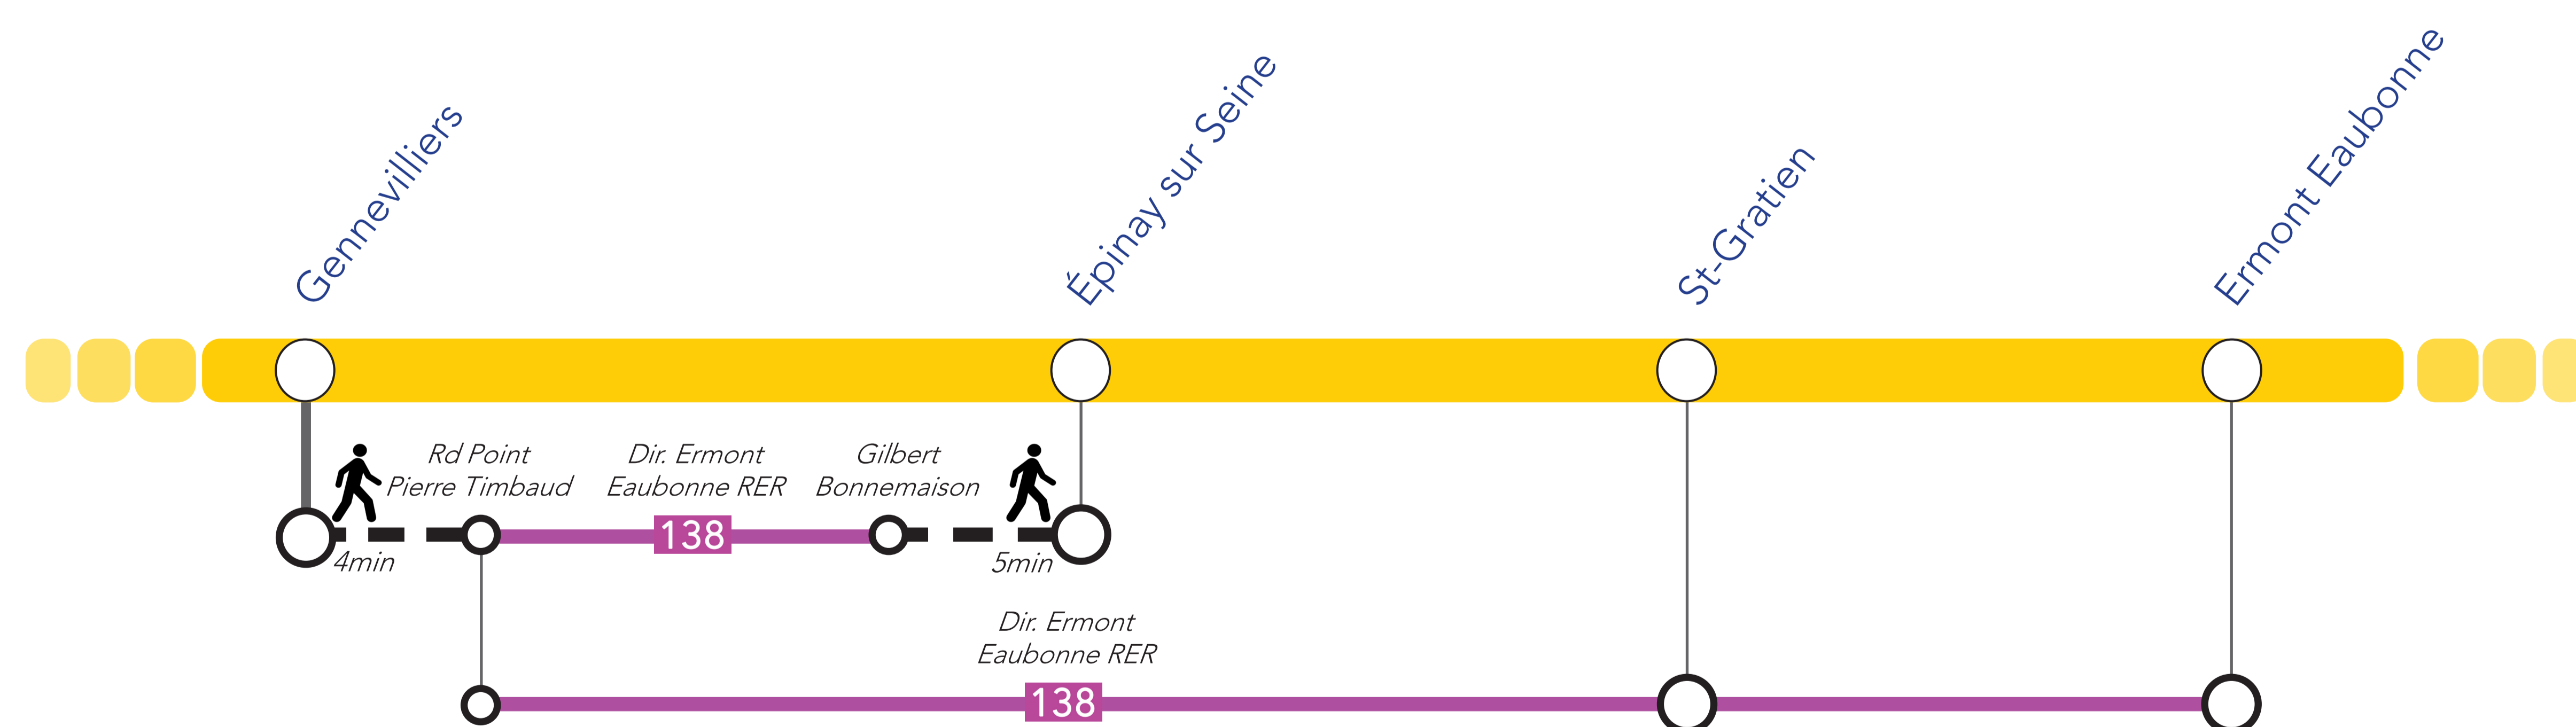 Gennevilliers
Épinay sur Seine
St-Gratien
Ermont Eaubonne
Rd Point
Pierre Timbaud
Dir. Ermont
Eaubonne RER
Gilbert
Bonnemaison
138
4min
5min
Dir. Ermont
Eaubonne RER
138